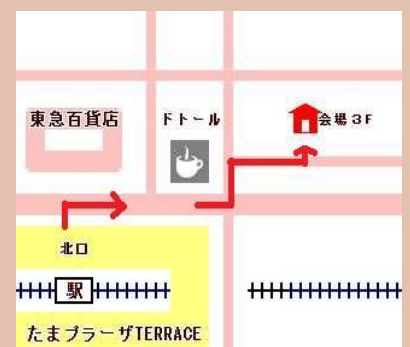 東急百貨店
ドトール
会場3F
北口
駅
たまプラーザTERRACE